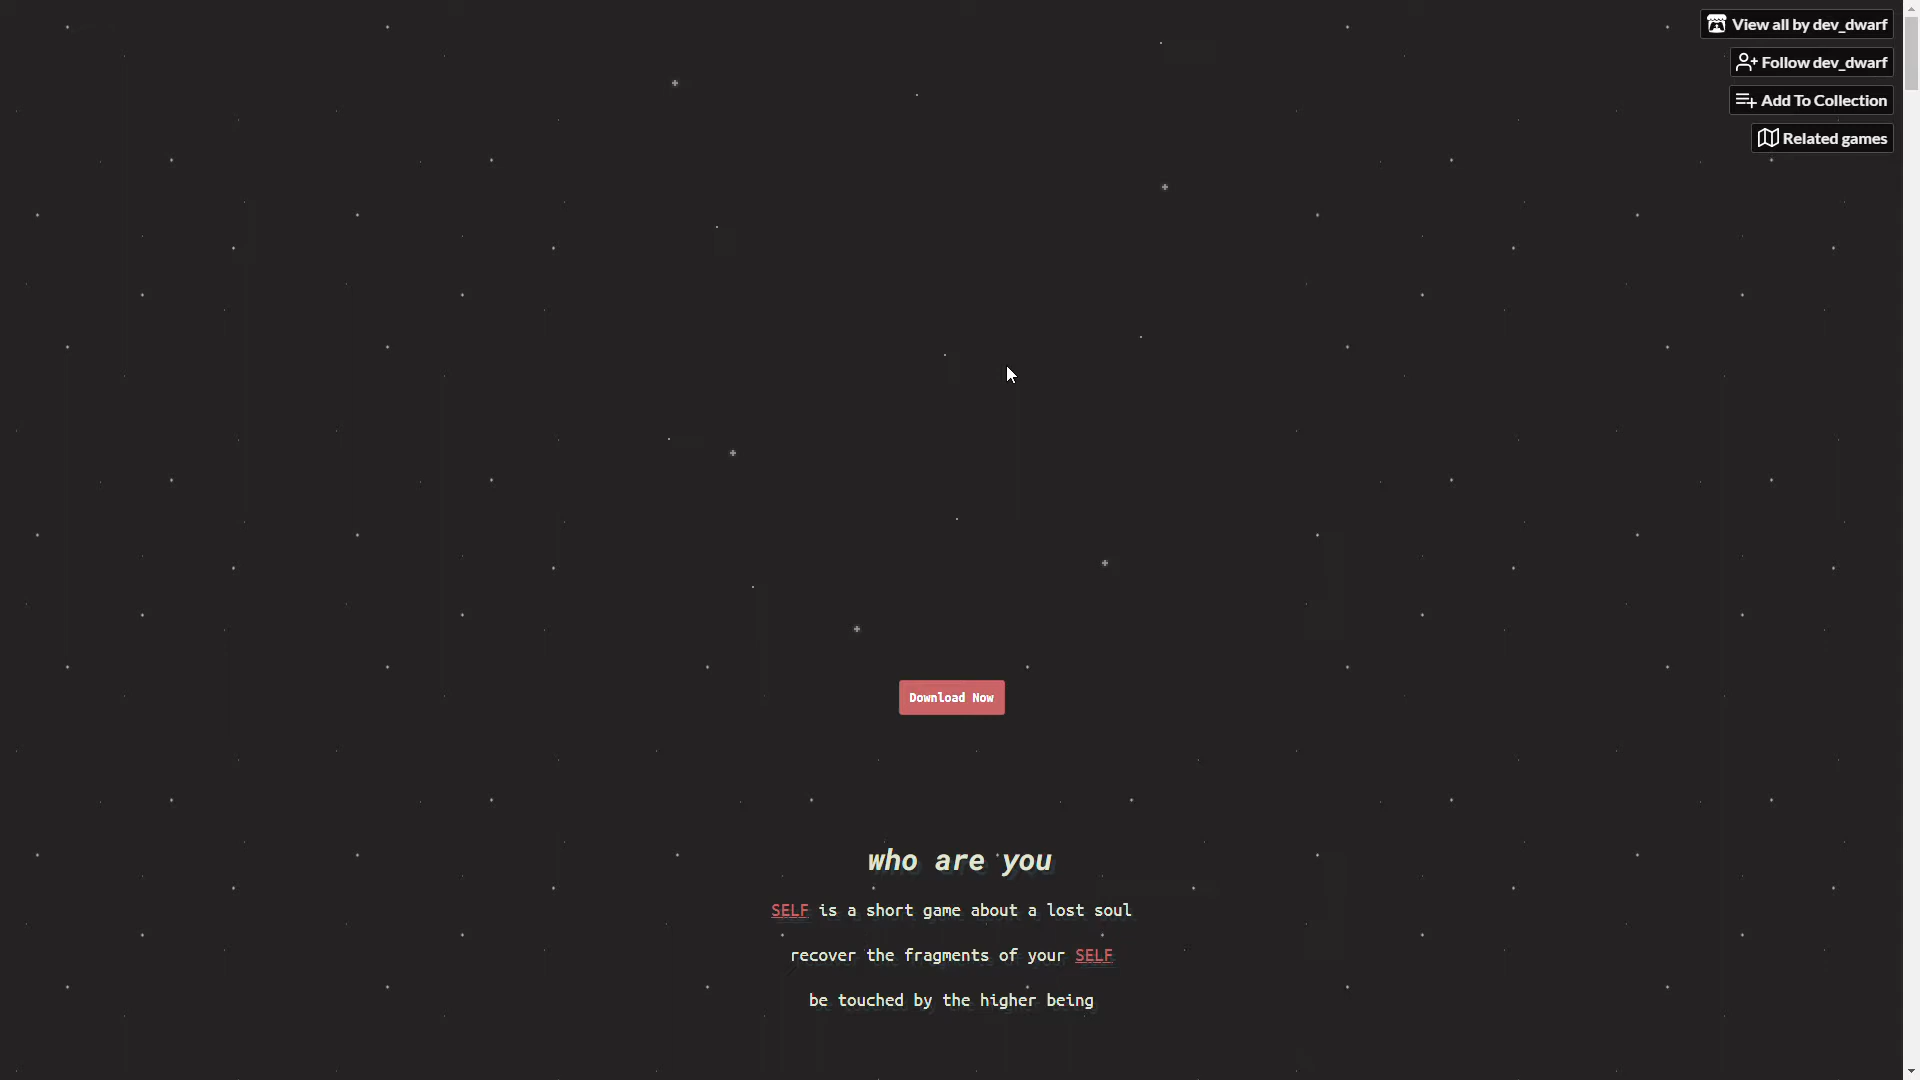 View all by dev_dwarf
Follow dev_dwarf
Add To Collection
Related games
Download Now
who are you
SELF is a short game about a lost soul
recover the fragments of your SELF
be touched by the higher being